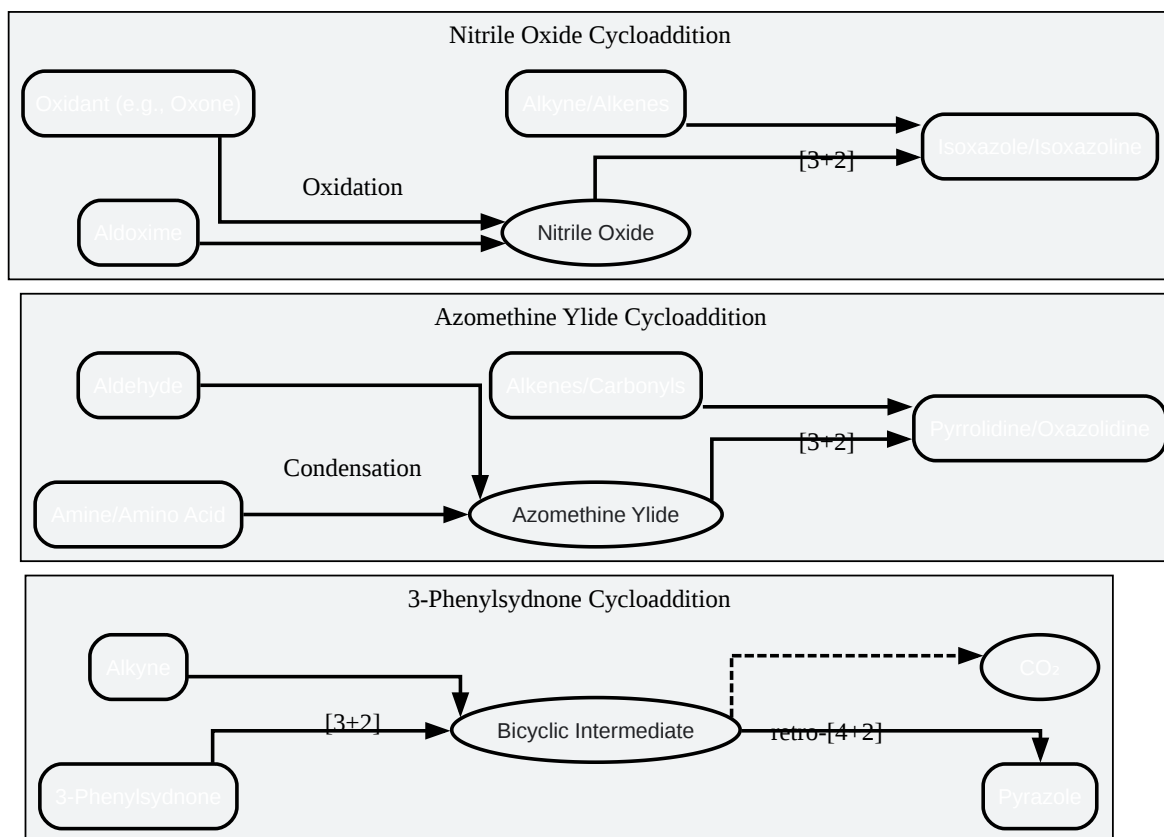 Nitrile Oxide Cycloaddition
Oxidant (e.g., Oxone)
Alkyne/Alkenes
Isoxazole/Isoxazoline
[3+2]
Oxidation
Aldoxime
Nitrile Oxide
Azomethine Ylide Cycloaddition
Aldehyde
Alkenes/Carbonyls
Pyrrolidine/Oxazolidine
[3+2]
Condensation
Amine/Amino Acid
Azomethine Ylide
3-Phenylsydnone Cycloaddition
Alkyne
CO₂
[3+2]
Bicyclic Intermediate
retro-[4+2]
3-Phenylsydnone
Pyrazole